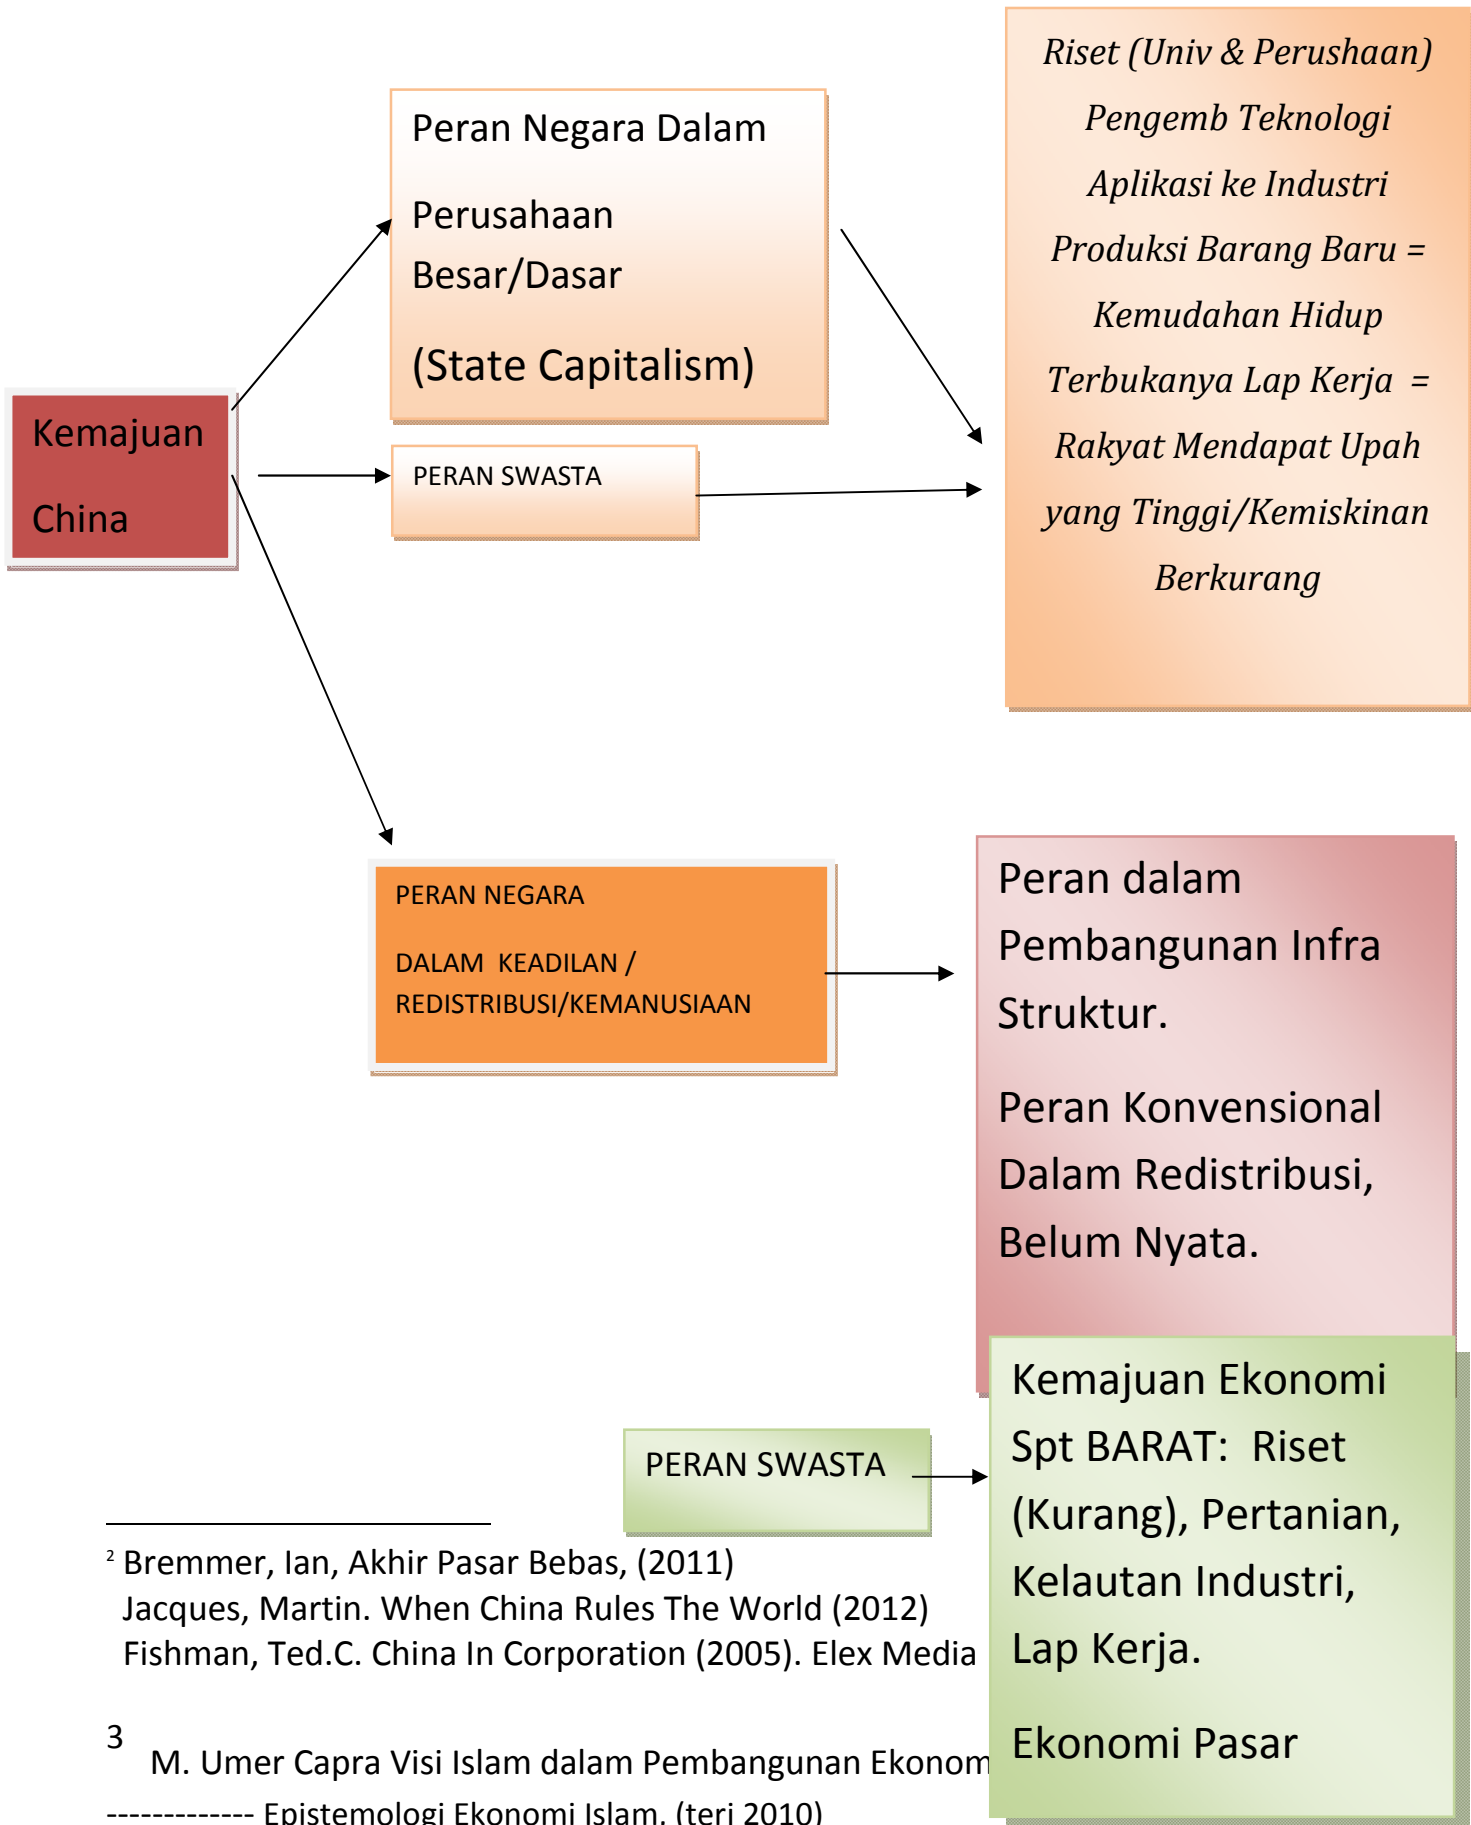 Kemajuan
China
Peran Negara Dalam
Perusahaan
Besar/Dasar
(State Capitalism)
PERAN SWASTA
Riset (Univ & Perushaan)
Pengemb Teknologi
Aplikasi ke Industri
Produksi Barang Baru =
Kemudahan Hidup
Terbukanya Lap Kerja =
Rakyat Mendapat Upah
yang Tinggi/Kemiskinan
Berkurang
PERAN NEGARA
DALAM KEADILAN /
REDISTRIBUSI/KEMANUSIAAN
Peran dalam
Pembangunan Infra
Struktur.
Peran Konvensional
Dalam Redistribusi,
Belum Nyata.
PERAN SWASTA
Kemajuan Ekonomi
Spt BARAT: Riset
(Kurang), Pertanian,
Kelautan Industri,
Lap Kerja.
Ekonomi Pasar
2 Bremmer, Ian, Akhir Pasar Bebas, (2011)
Jacques, Martin. When China Rules The World (2012)
Fishman, Ted.C. China In Corporation (2005). Elex Media
3 M. Umer Capra Visi Islam dalam Pembangunan Ekonom
------------- Epistemologi Ekonomi Islam, (terj 2010)